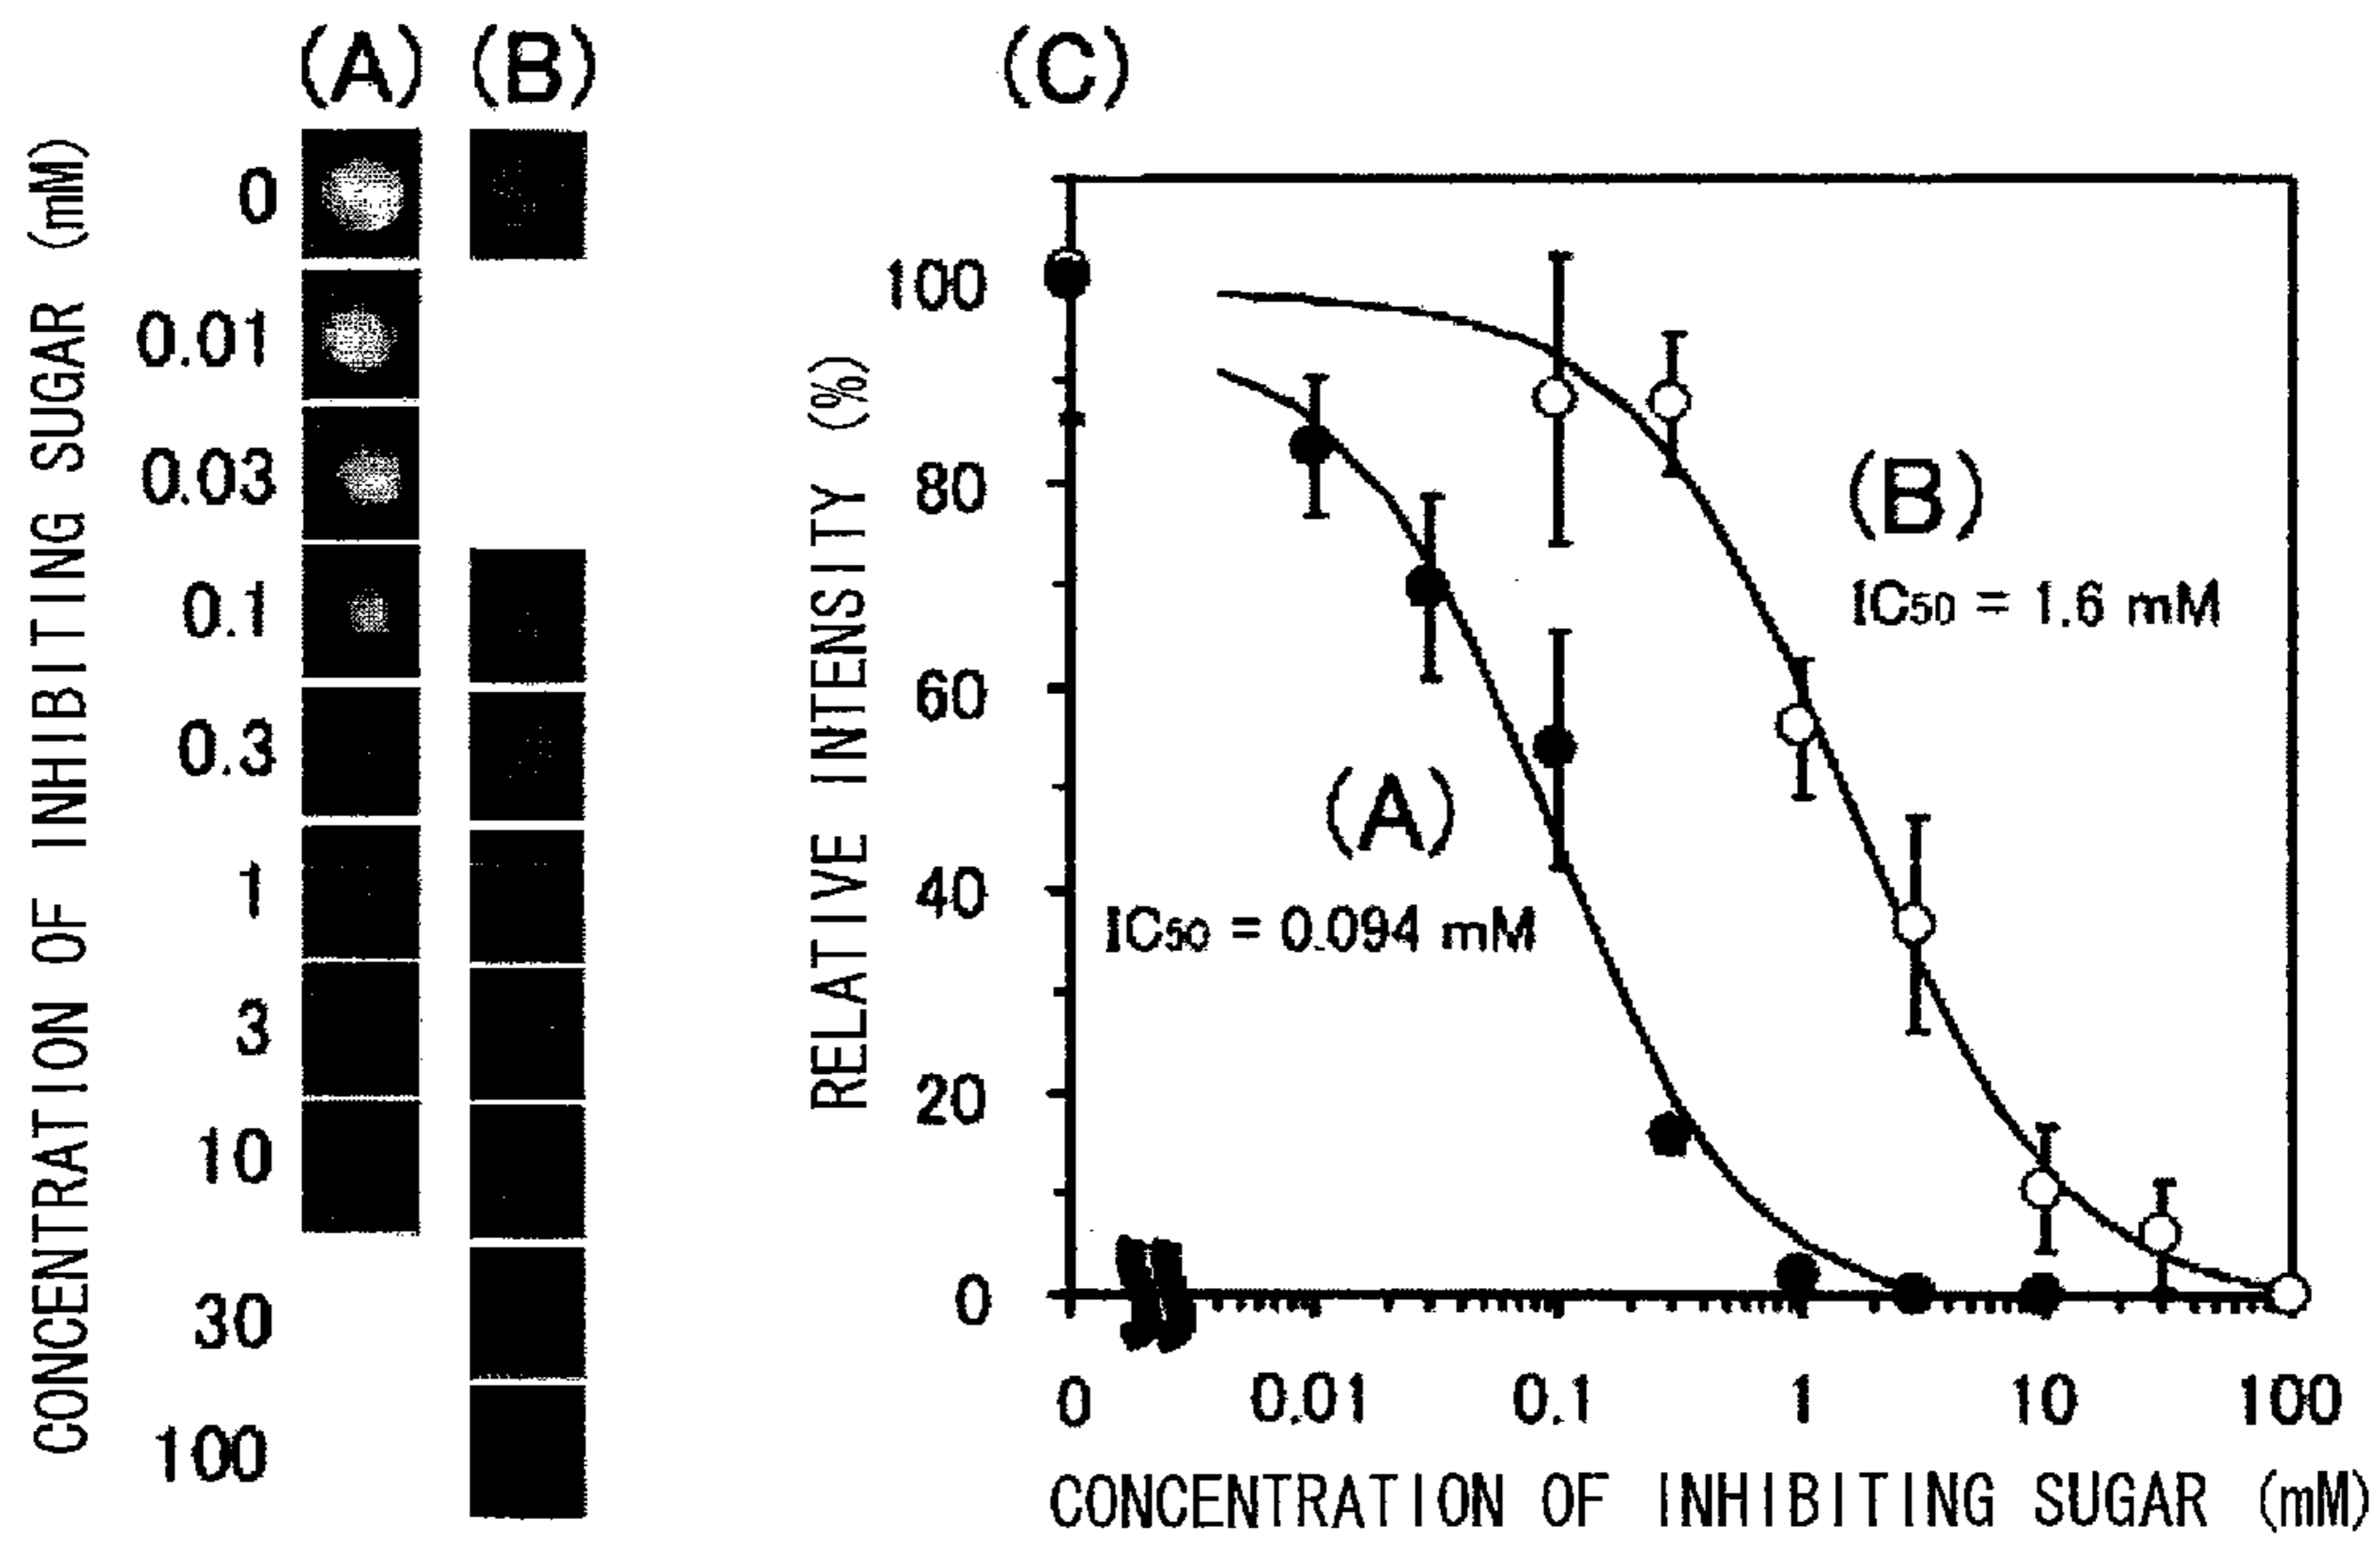 (A) (B)
CONCENTRATION OF INHIBITING SUGAR (mM)
0
0.01
0.03
0.1
0.3
1
3
10
30
100
(C)
RELATIVE INTENSITY (%)
100
80
60
40
20
0
(B)
IC50 = 1.6 mM
(A)
IC50 = 0.094 mM
0 0.01 0.1 1 10 100
CONCENTRATION OF INHIBITING SUGAR (mM)